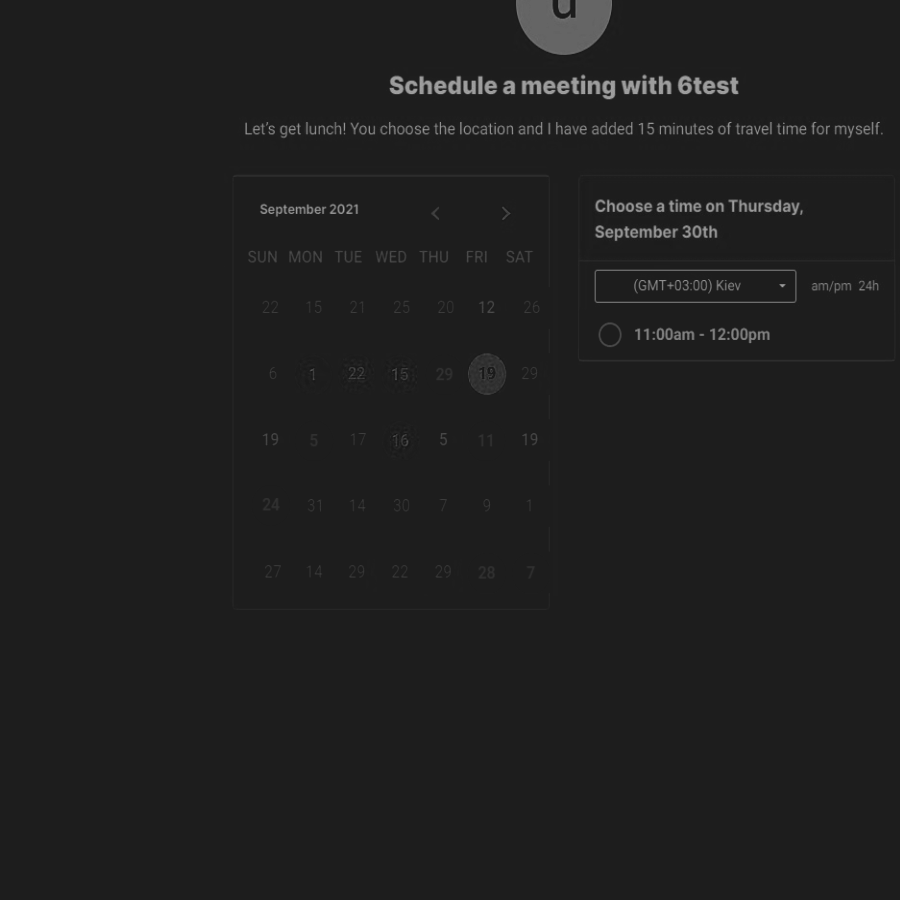 u
Schedule a meeting with 6test
Let's get lunch! You choose the location and I have added 15 minutes of travel time for myself.
September 2021
SUN MON TUE WED THU FRI SAT
22 15 21 25 20 12 26
6 1 22 15 29 19 29
19 5 17 16 5 11 19
24 31 14 30 7 9 1
27 14 29 22 29 28 7
Choose a time on Thursday,
September 30th
(GMT+03:00) Kiev am/pm 24h
11:00am - 12:00pm